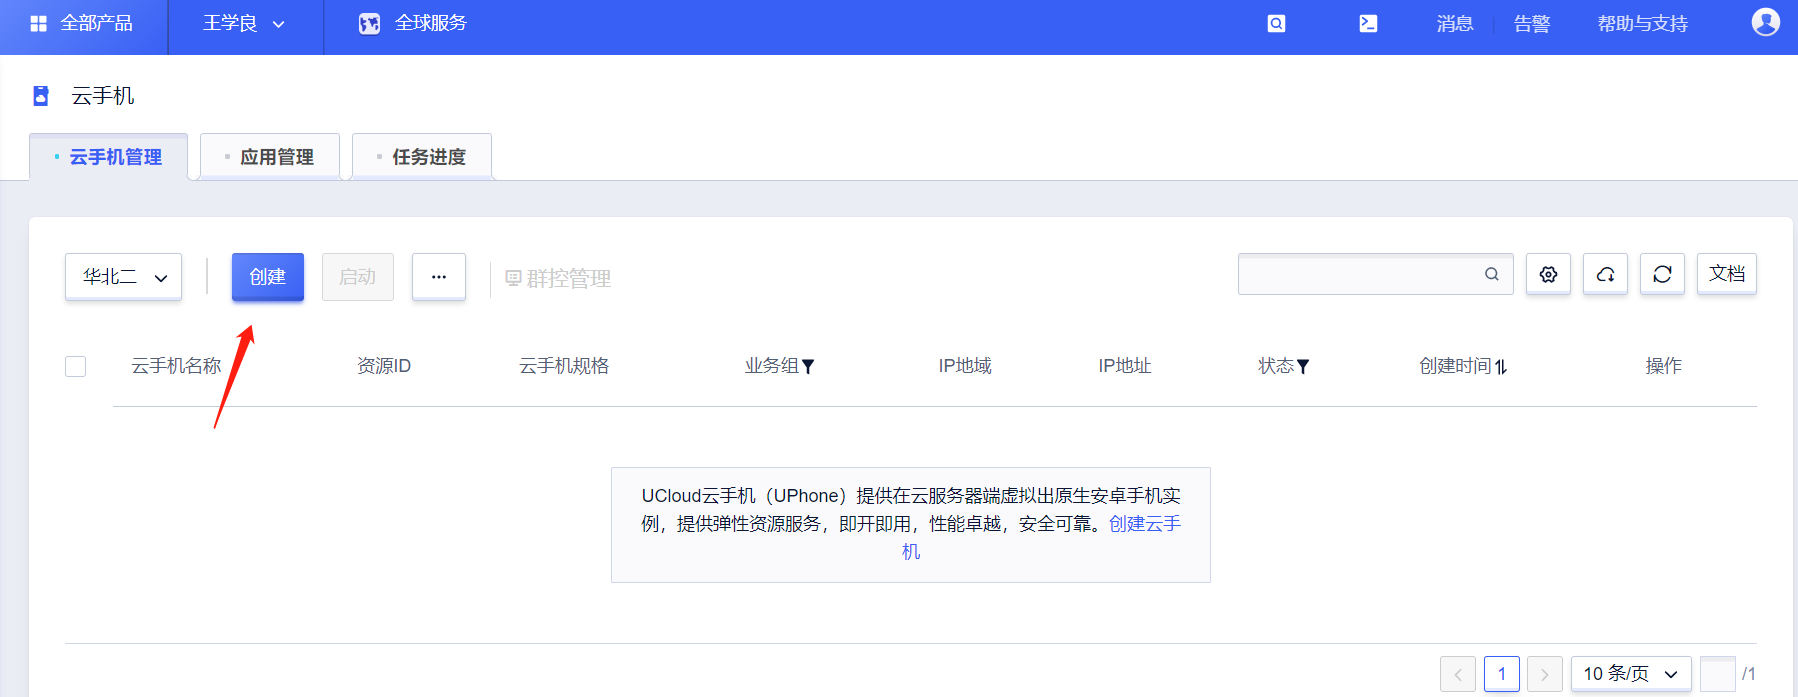 全部产品 王学良 全球服务 消息 告警 帮助与支持
云手机
云手机管理 应用管理 任务进度
华北二 创建 启动 ... 群控管理 文档
云手机名称 资源ID 云手机规格 业务组 IP地域 IP地址 状态 创建时间 操作
UCloud云手机（UPhone）提供在云服务器端虚拟出原生安卓手机实
例，提供弹性资源服务，即开即用，性能卓越，安全可靠。创建云手
机
1 10 条/页 /1